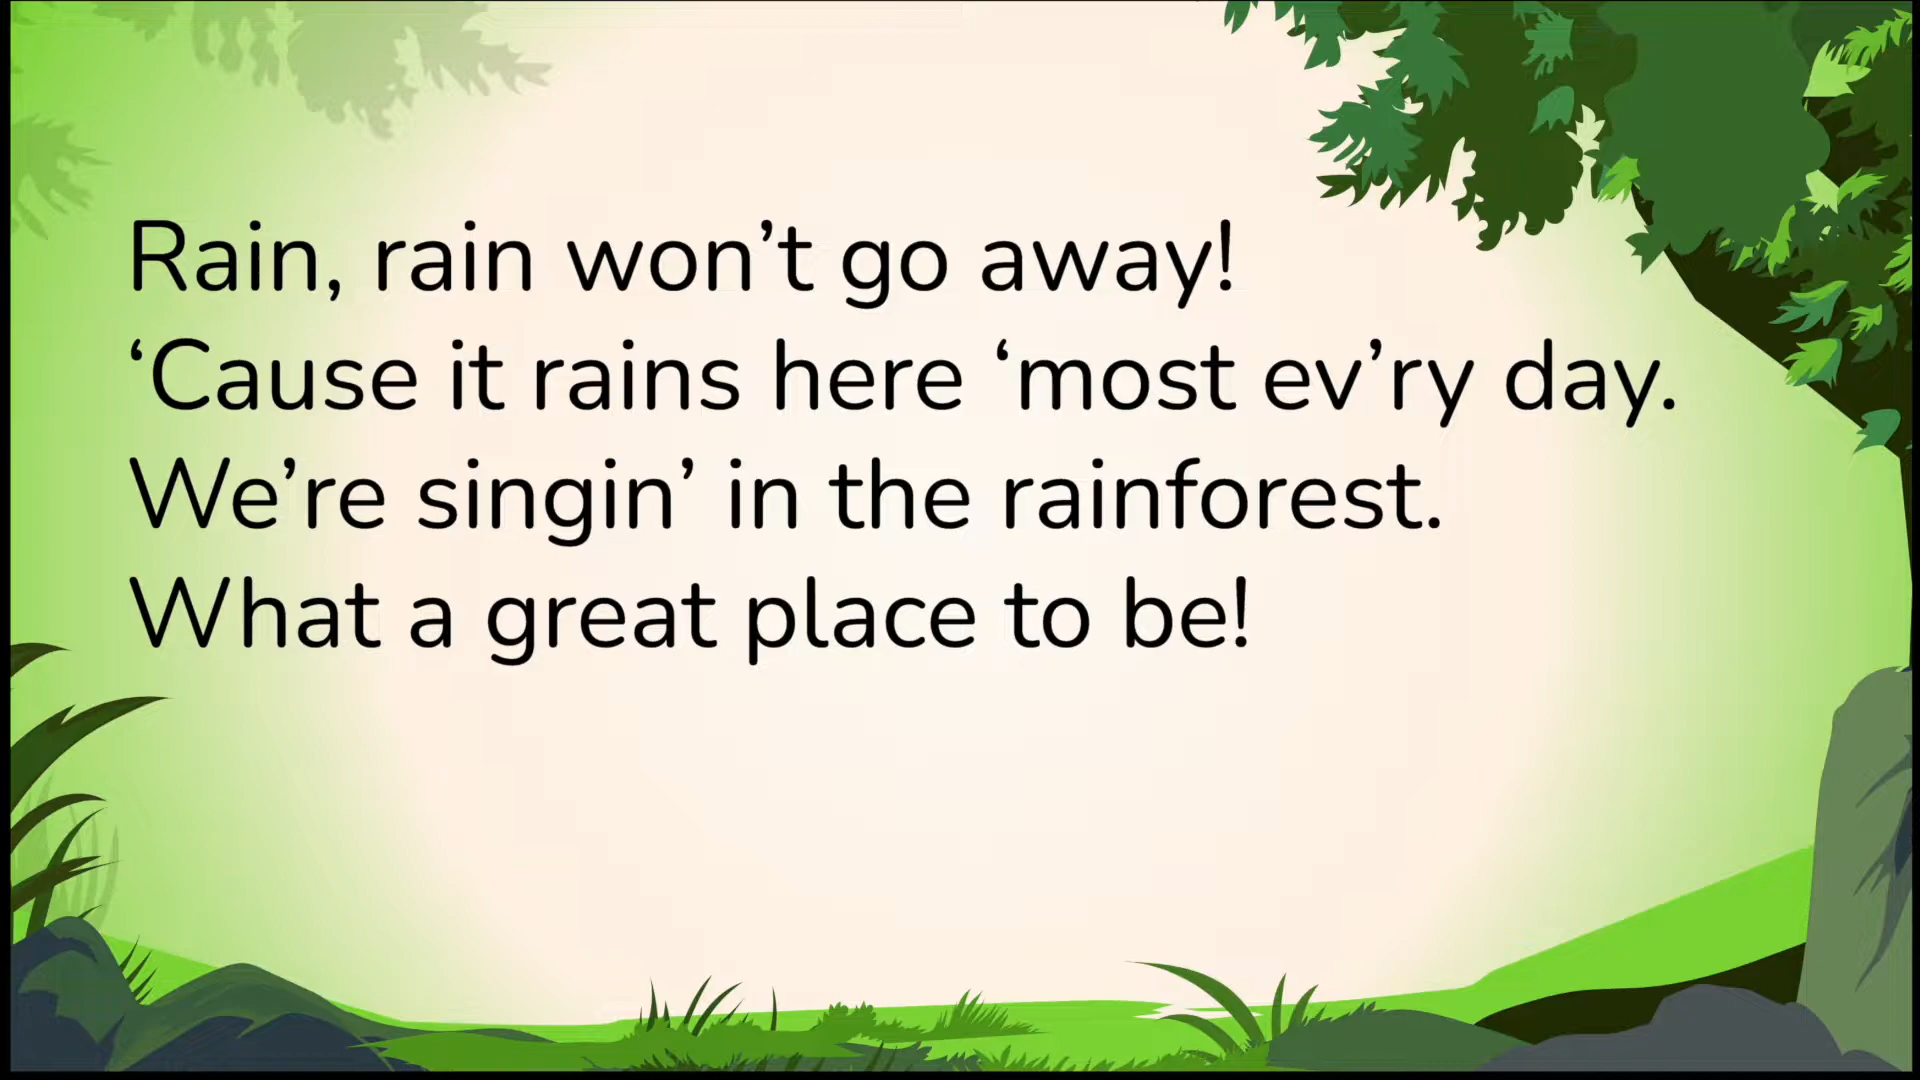 Rain, rain won’t go away!
‘Cause it rains here ‘most ev’ry day.
We’re singin’ in the rainforest.
What a great place to be!